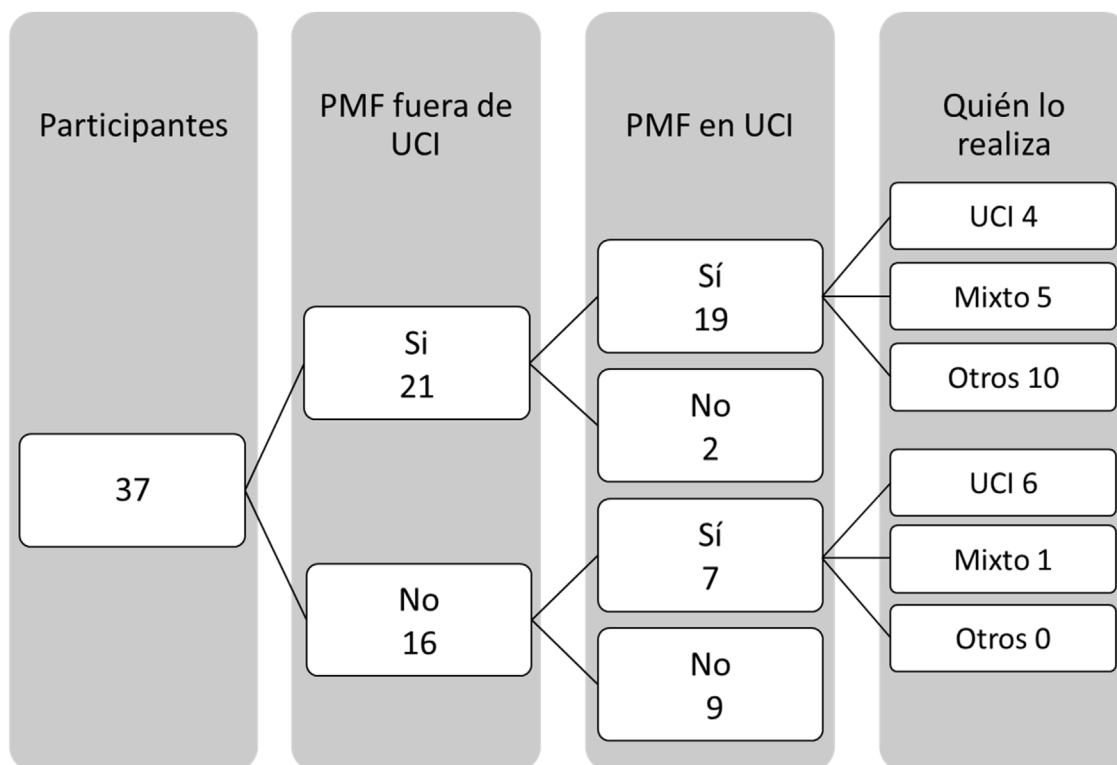 Participantes
PMF fuera de
UCI
PMF en UCI
Quién lo
realiza
37
Si
21
No
16
Sí
19
No
2
Sí
7
No
9
UCI 4
Mixto 5
Otros 10
UCI 6
Mixto 1
Otros 0